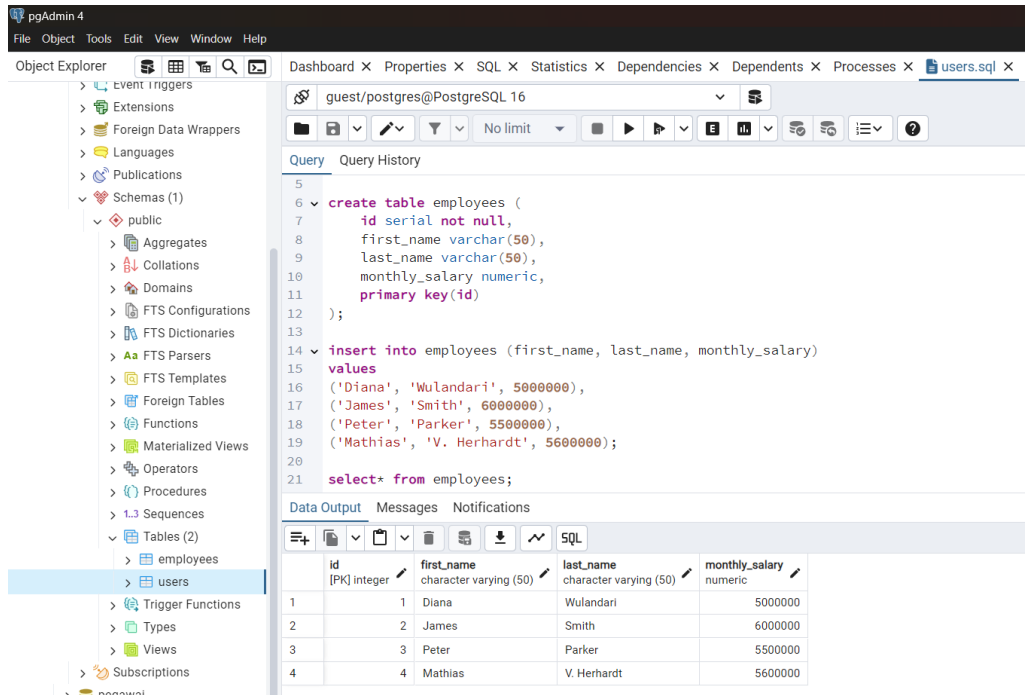 pgAdmin 4
File Object Tools Edit View Window Help
Object Explorer
Event Triggers
Extensions
Foreign Data Wrappers
Languages
Publications
Schemas (1)
public
Aggregates
Collations
Domains
FTS Configurations
FTS Dictionaries
Aa FTS Parsers
FTS Templates
Foreign Tables
Functions
Materialized Views
Operators
Procedures
1..3 Sequences
Tables (2)
employees
users
Trigger Functions
Types
Views
Subscriptions
pegawai
Dashboard X Properties X SQL X Statistics X Dependencies X Dependents X Processes X users.sql X
guest/postgres@PostgreSQL 16
No limit E
Query Query History
5
6 create table employees (
7 id serial not null,
8 first_name varchar(50),
9 last_name varchar(50),
10 monthly_salary numeric,
11 primary key(id)
12 );
13
14 insert into employees (first_name, last_name, monthly_salary)
15 values
16 ('Diana', 'Wulandari', 5000000),
17 ('James', 'Smith', 6000000),
18 ('Peter', 'Parker', 5500000),
19 ('Mathias', 'V. Herhardt', 5600000);
20
21 select* from employees;
Data Output Messages Notifications
SQL
id first_name last_name monthly_salary
[PK] integer character varying (50) character varying (50) numeric
1 1 Diana Wulandari 5000000
2 2 James Smith 6000000
3 3 Peter Parker 5500000
4 4 Mathias V. Herhardt 5600000